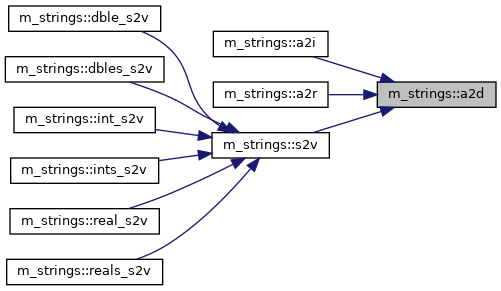 m_strings::dble_s2v
m_strings::dbles_s2v
m_strings::int_s2v
m_strings::ints_s2v
m_strings::real_s2v
m_strings::reals_s2v
m_strings::a2i
m_strings::a2r
m_strings::s2v
m_strings::a2d